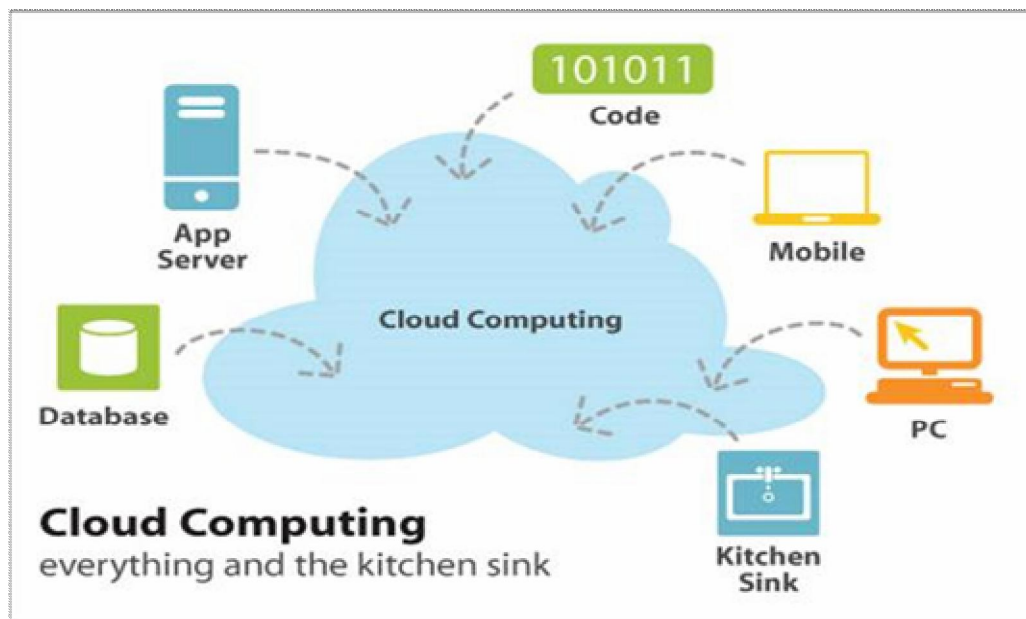 101011
Code
App
Server
Mobile
Cloud Computing
Database
PC
Kitchen
Sink
Cloud Computing
everything and the kitchen sink